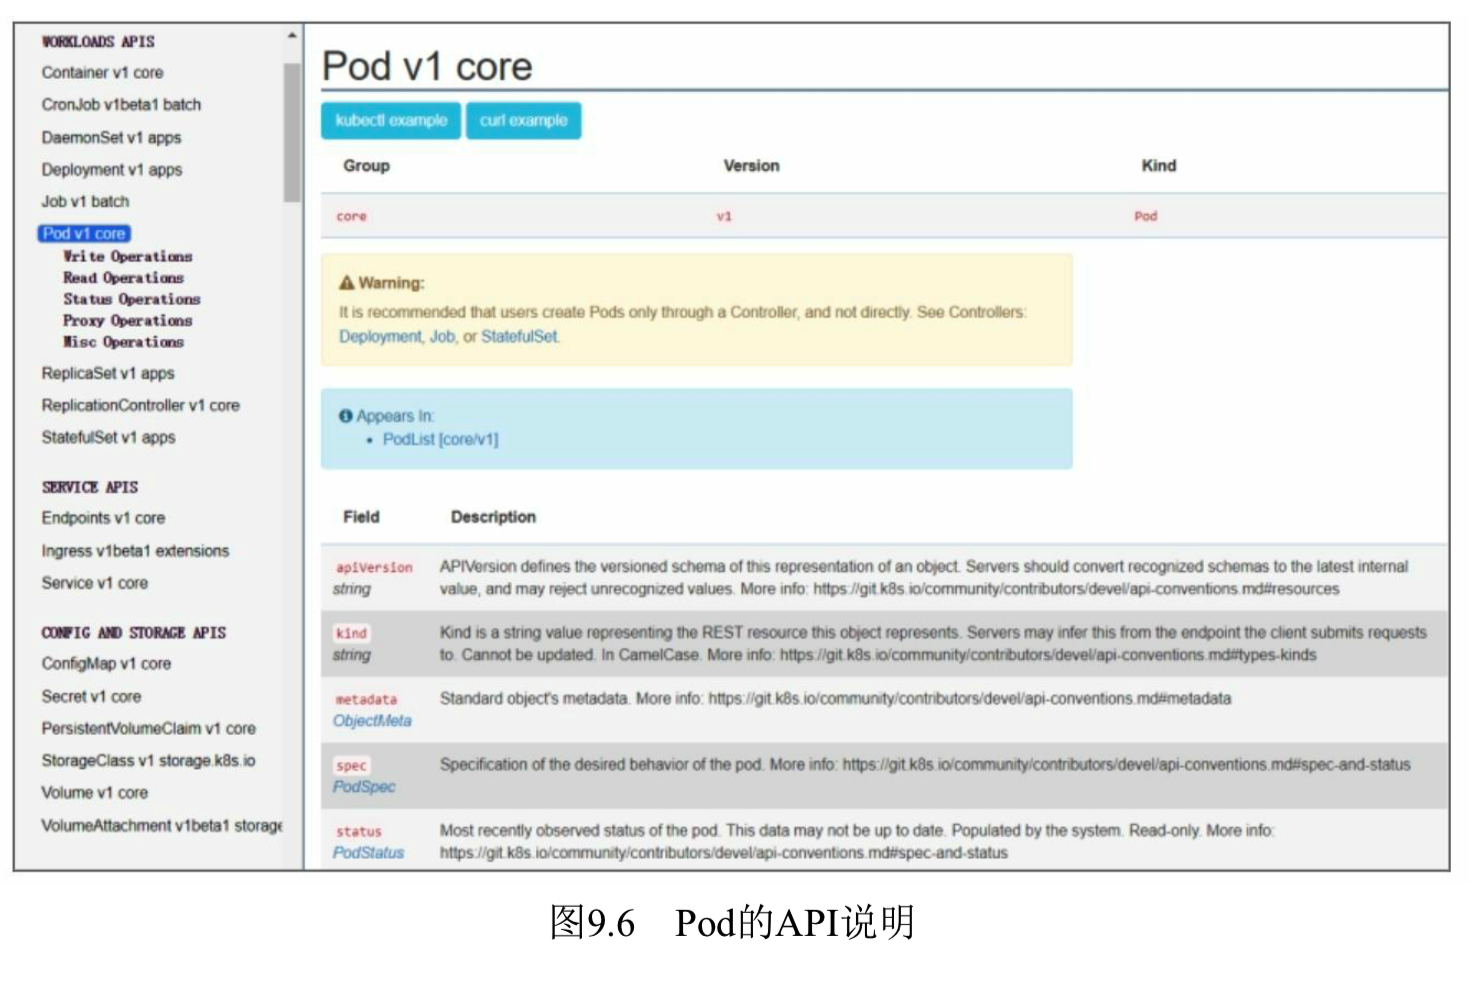 WORKLOADS APIS
Container v1 core
CronJob v1beta1 batch
DaemonSet v1 apps
Deployment v1 apps
Job v1 batch
Pod v1 core
Write Operations
Read Operations
Status Operations
Proxy Operations
Misc Operations
ReplicaSet v1 apps
ReplicationController v1 core
StatefulSet v1 apps
SERVICE APIS
Endpoints v1 core
Ingress v1beta1 extensions
Service v1 core
CONFIG AND STORAGE APIS
ConfigMap v1 core
Secret v1 core
PersistentVolumeClaim v1 core
StorageClass v1 storage.k8s.io
Volume v1 core
VolumeAttachment v1beta1 storage
Pod v1 core
kubectl example curl example
Group Version Kind
core v1 Pod
Warning:
It is recommended that users create Pods only through a Controller, and not directly. See Controllers:
Deployment, Job, or StatefulSet.
Appears In:
• PodList [core/v1]
Field Description
apiVersion APIVersion defines the versioned schema of this representation of an object. Servers should convert recognized schemas to the latest internal
string value, and may reject unrecognized values. More info: https://git.k8s.io/community/contributors/devel/api-conventions.md#resources
kind Kind is a string value representing the REST resource this object represents. Servers may infer this from the endpoint the client submits requests
string to. Cannot be updated. In CamelCase. More info: https://git.k8s.io/community/contributors/devel/api-conventions.md#types-kinds
metadata Standard object's metadata. More info: https://git.k8s.io/community/contributors/devel/api-conventions.md#metadata
ObjectMeta
spec Specification of the desired behavior of the pod. More info: https://git.k8s.io/community/contributors/devel/api-conventions.md#spec-and-status
PodSpec
status Most recently observed status of the pod. This data may not be up to date. Populated by the system. Read-only. More info:
PodStatus https://git.k8s.io/community/contributors/devel/api-conventions.md#spec-and-status
图9.6 Pod的API说明